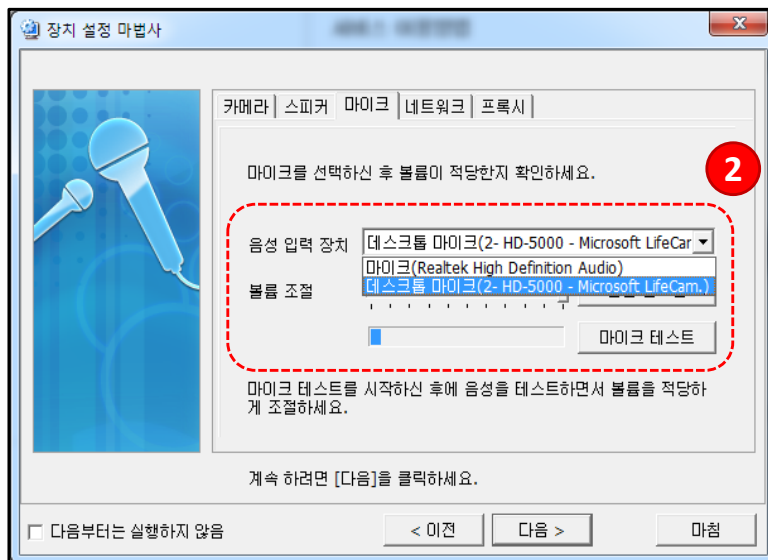 장치 설정 마법사
카메라 스피커 마이크 네트워크 프록시
마이크를 선택하신 후 볼륨이 적당한지 확인하세요.
2
음성 입력 장치 데스크톱 마이크(2- HD-5000 - Microsoft LifeCar
마이크(Realtek High Definition Audio)
데스크톱 마이크(2- HD-5000 - Microsoft LifeCam.)
볼륨 조절
마이크 테스트
마이크 테스트를 시작하신 후에 음성을 테스트하면서 볼륨을 적당하
게 조절하세요.
계속 하려면 [다음]을 클릭하세요.
다음부터는 실행하지 않음 < 이전 다음 > 마침